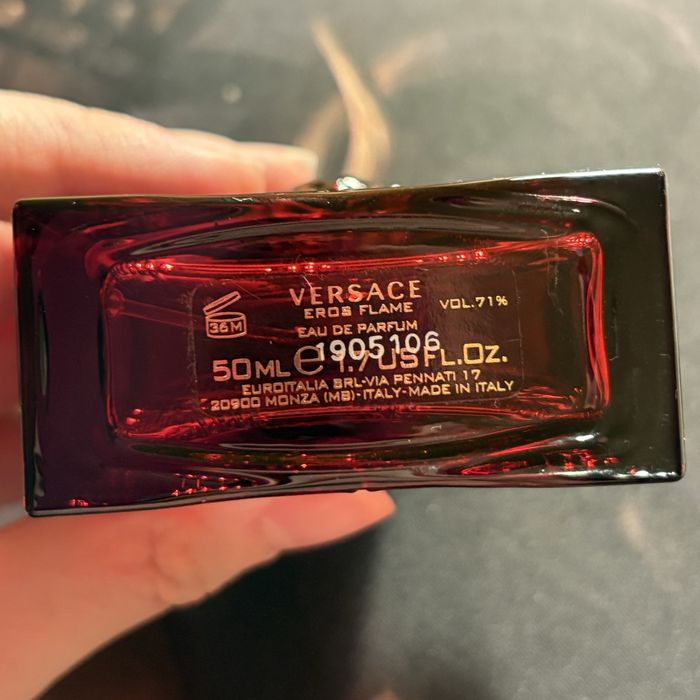 VERSACE
EROS FLAME
VOL.71%
36M
EAU DE PARFUM
1905106
50ML e 1.7 US FL.OZ.
EUROITALIA SRL-VIA PENNATI 17
20900 MONZA (MB)-ITALY-MADE IN ITALY